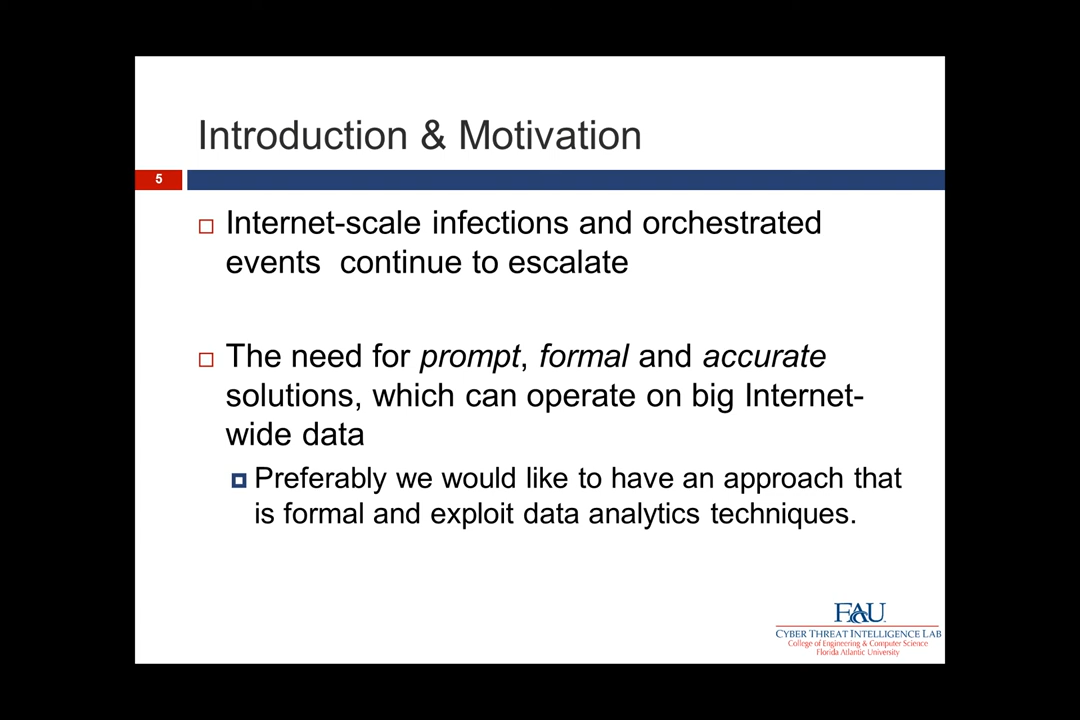 Introduction & Motivation
5
Internet-scale infections and orchestrated
events  continue to escalate
The need for prompt, formal and accurate
solutions, which can operate on big Internet-
wide data
Preferably we would like to have an approach that
is formal and exploit data analytics techniques.
FAU
CYBER THREAT INTELLIGENCE LAB
College of Engineering & Computer Science
Florida Atlantic University